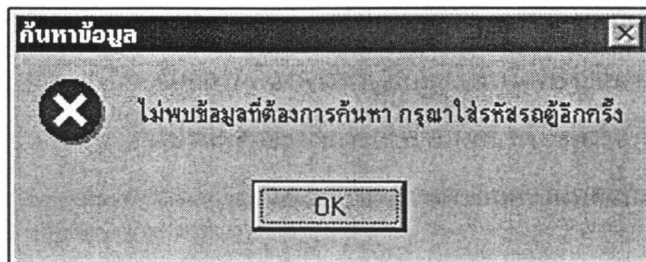 ค้นหาข้อมูล
ไม่พบข้อมูลที่ต้องการค้นหา กรุณาใส่รหัสรถตู้อีกครั้ง
OK